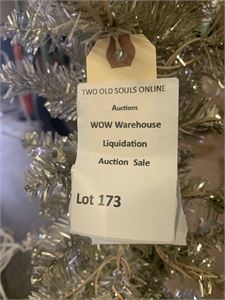 TWO OLD SOULS ONLINE
Auctions
WOW Warehouse
Liquidation
Auction Sale
Lot 173